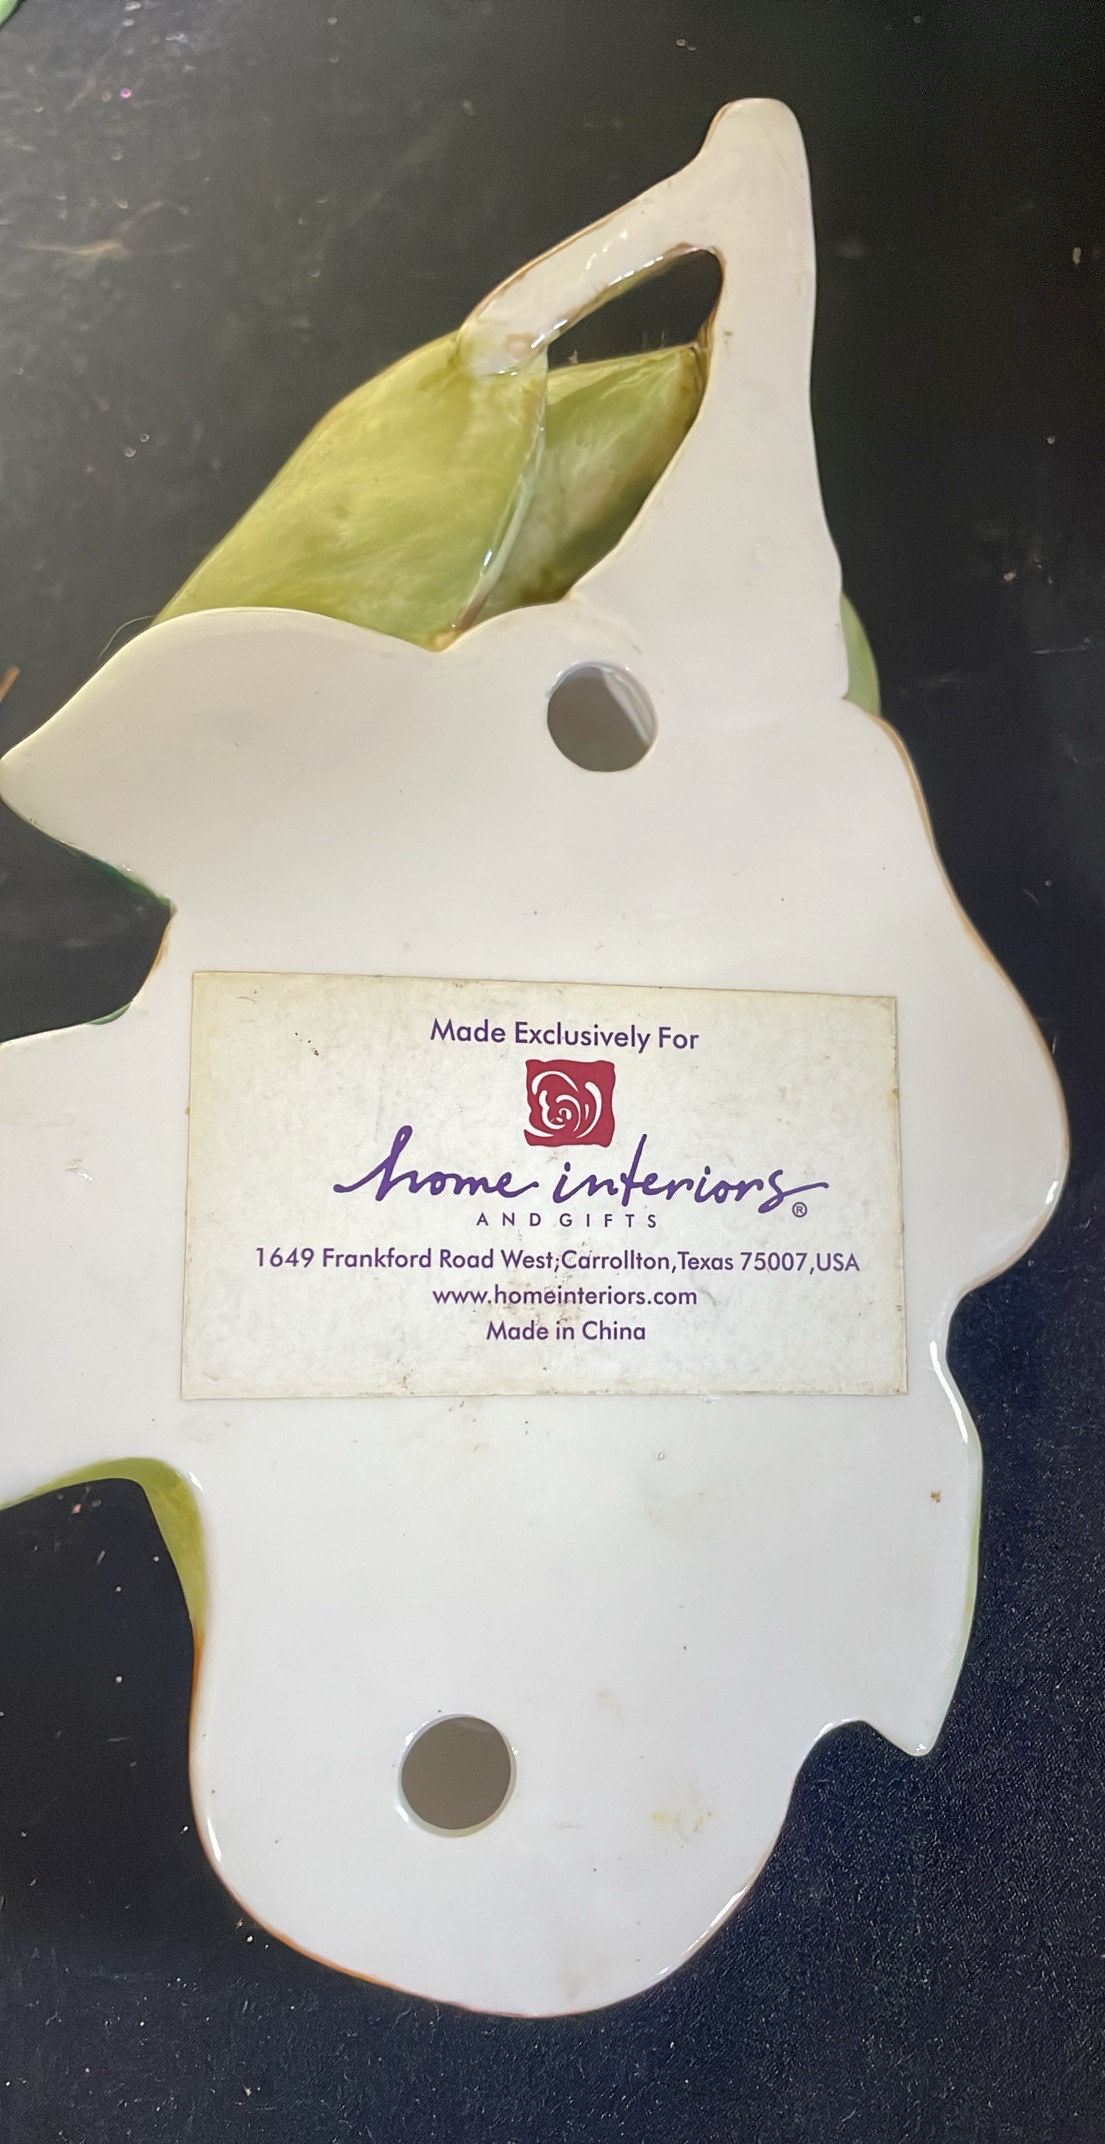 Made Exclusively For
home interiors®
AND GIFTS
1649 Frankford Road West;Carrollton,Texas 75007,USA
www.homeinteriors.com
Made in China